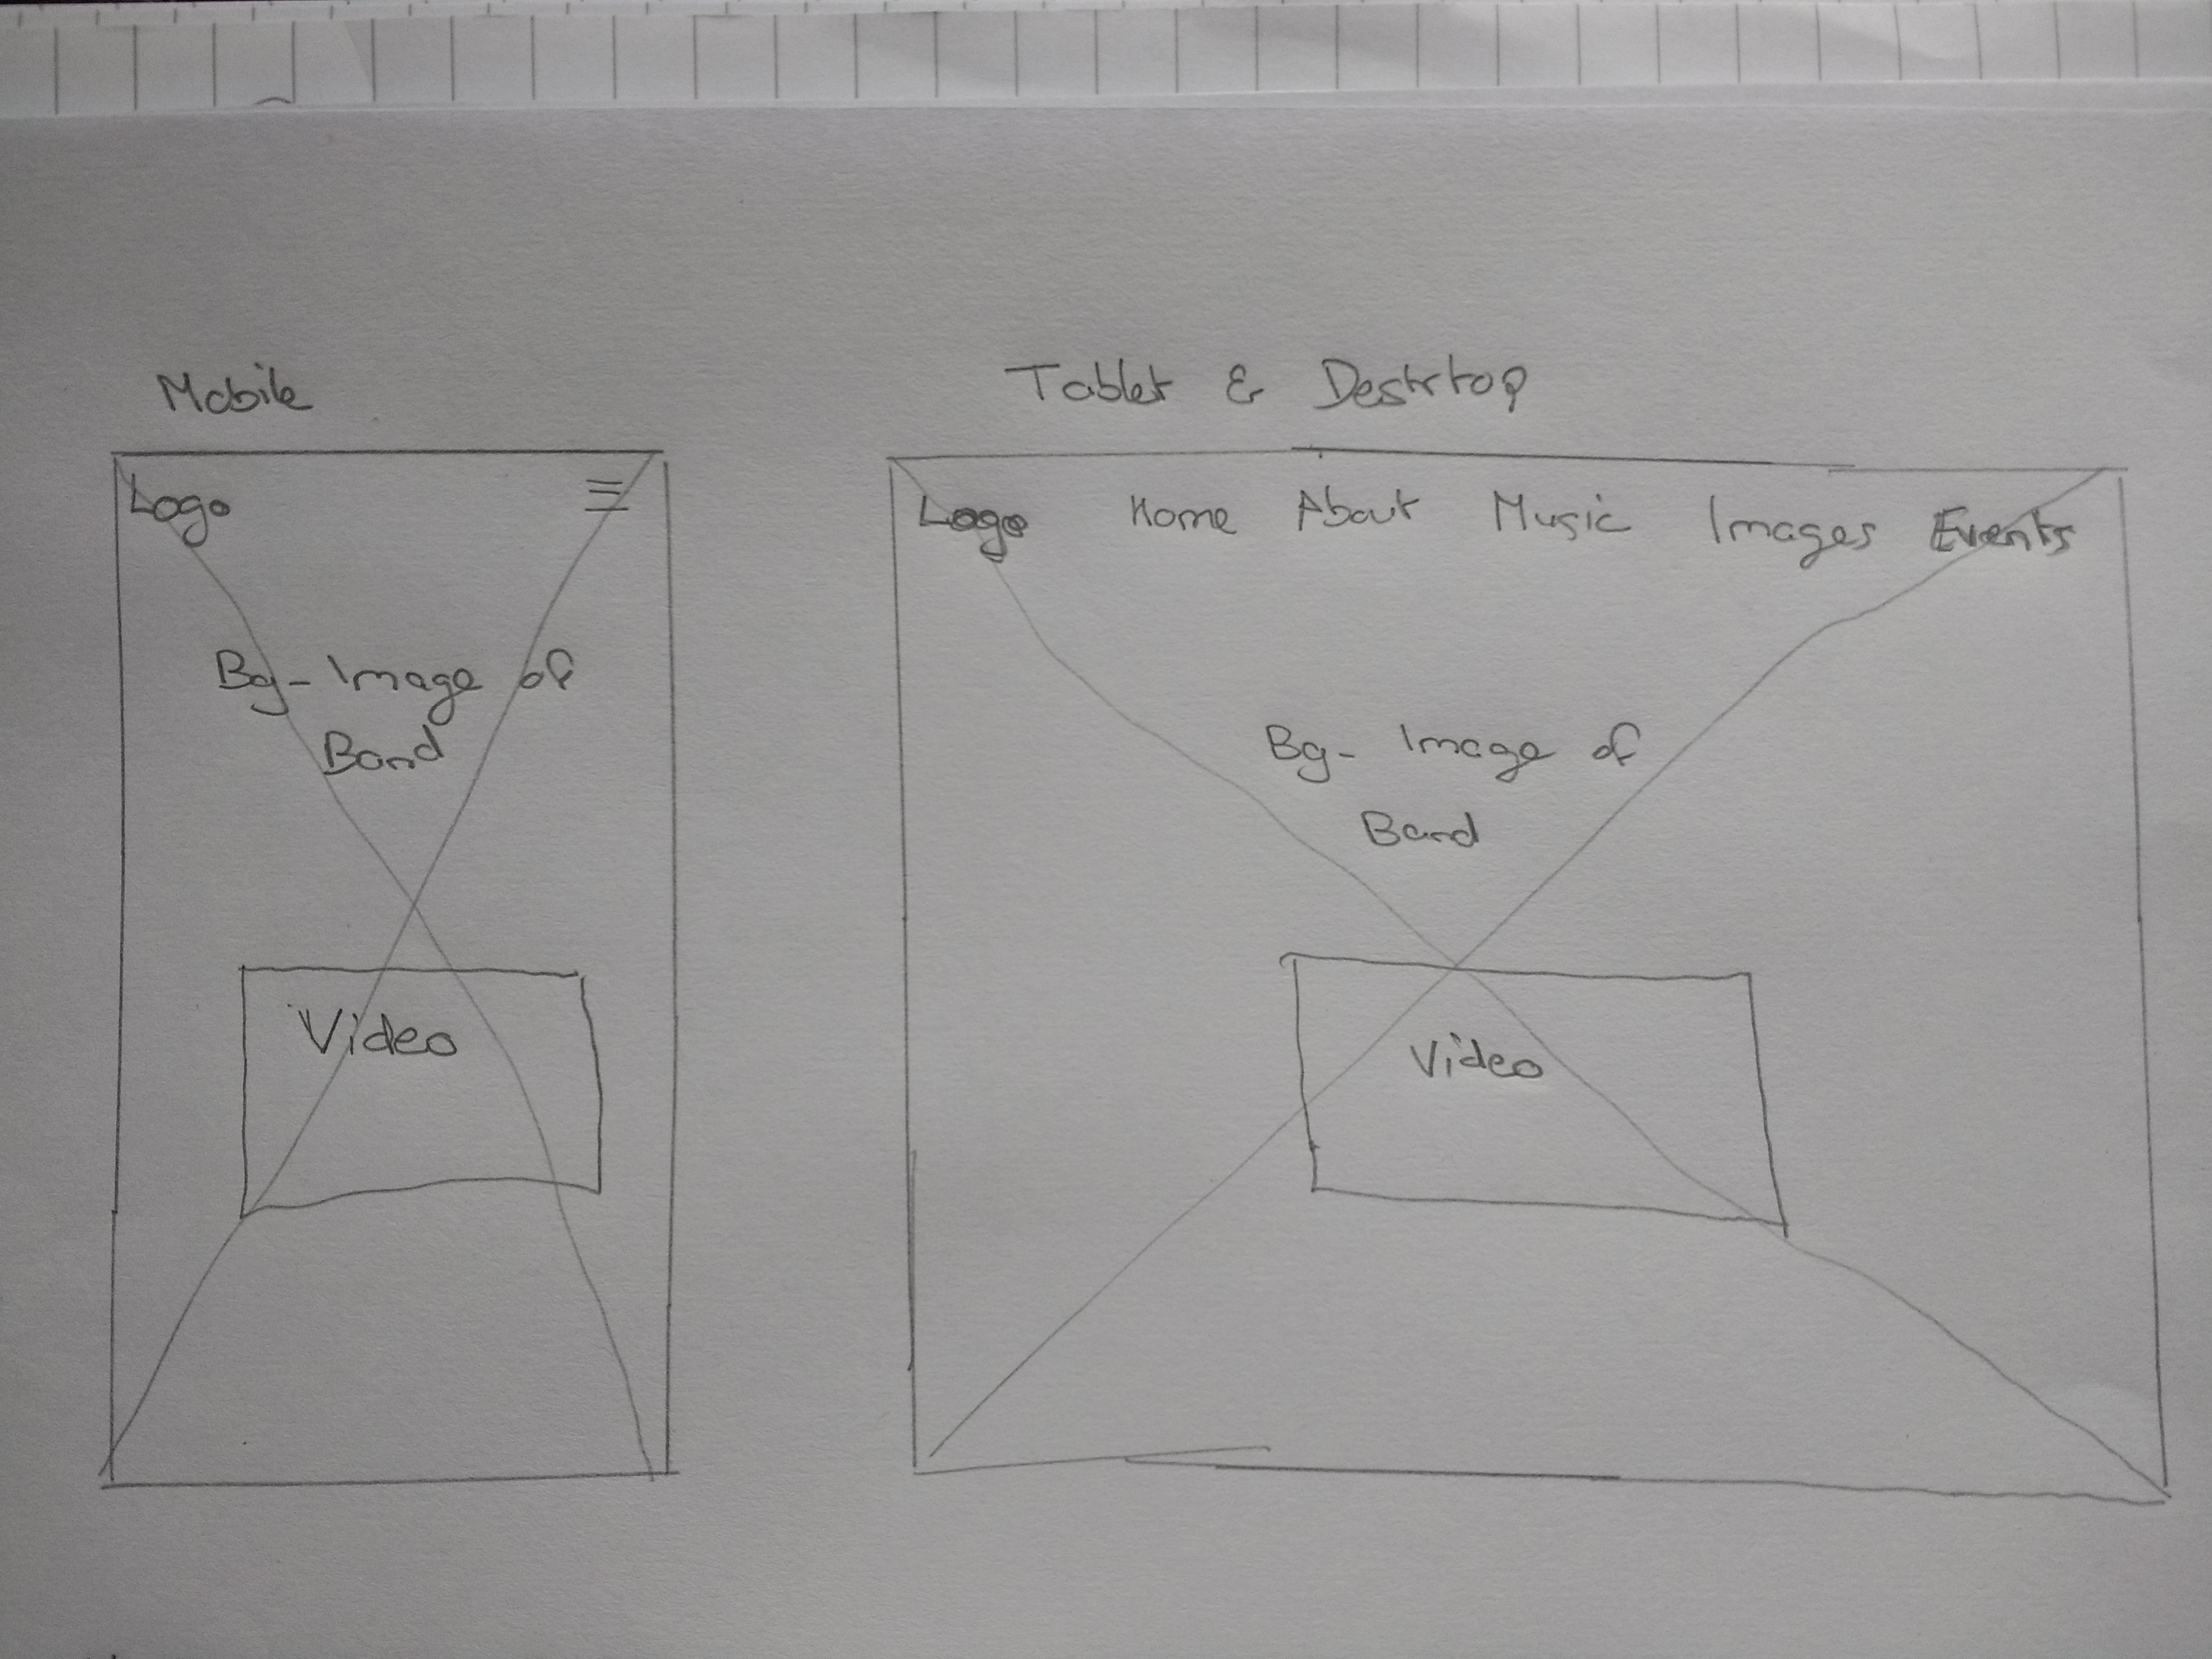 Mobile
Logo
Bg-Image of
Band
Video
Tablet & Desktop
Logo Home About Music Images Events
Bg- Image of
Band
Video